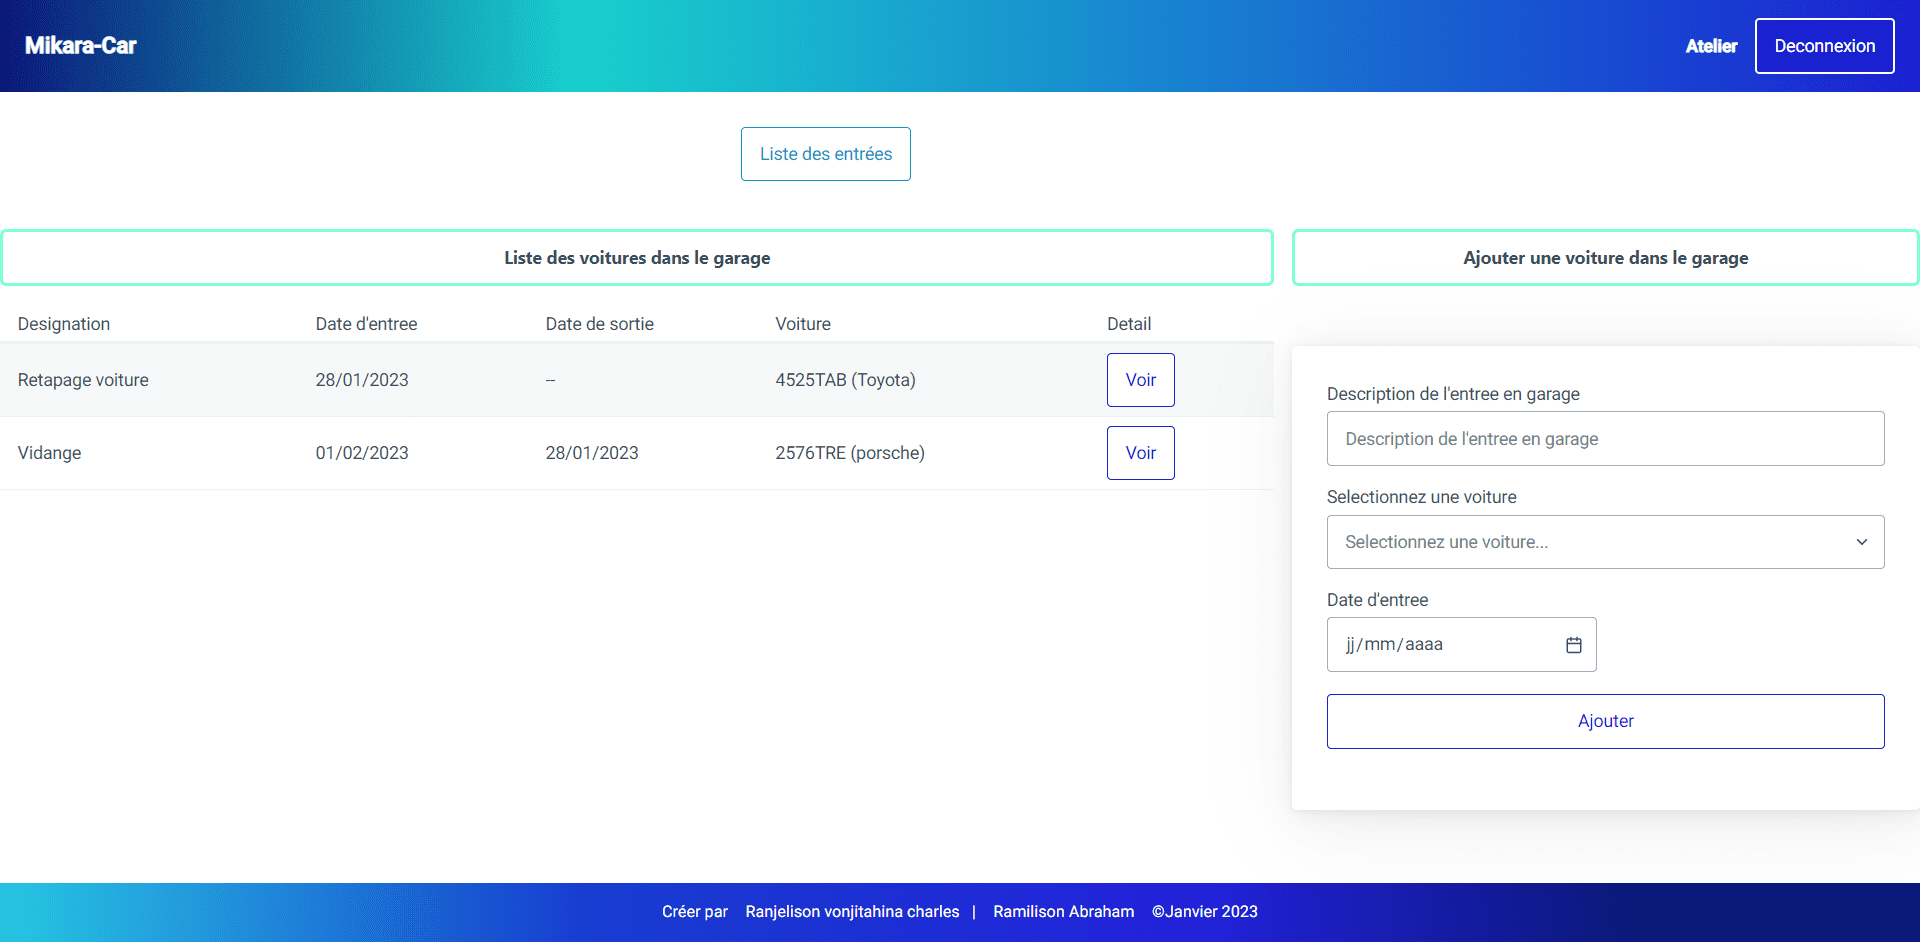 Mikara-Car
Atelier Deconnexion
Liste des entrées
Liste des voitures dans le garage
Designation Date d'entree Date de sortie Voiture Detail
Retapage voiture 28/01/2023 -- 4525TAB (Toyota) Voir
Vidange 01/02/2023 28/01/2023 2576TRE (porsche) Voir
Ajouter une voiture dans le garage
Description de l'entree en garage
Description de l'entree en garage
Selectionnez une voiture
Selectionnez une voiture...
Date d'entree
jj/mm/aaaa
Ajouter
Créer par Ranjelison vonjitahina charles | Ramilison Abraham ©Janvier 2023